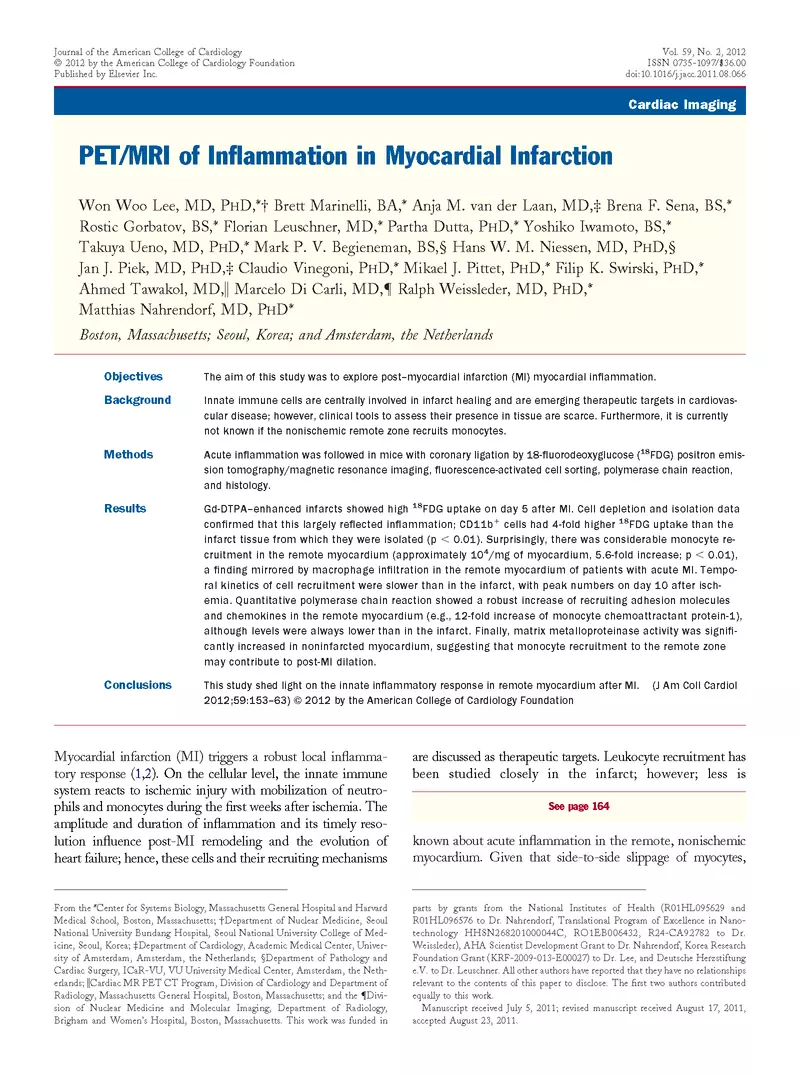 Journal of the American College of Cardiology
© 2012 by the American College of Cardiology Foundation
Published by Elsevier Inc.
Vol. 59, No. 2, 2012
ISSN 0735-1097/$36.00
doi:10.1016/j.jacc.2011.08.066
Cardiac Imaging
PET/MRI of Inflammation in Myocardial Infarction
Won Woo Lee, MD, PHD,*† Brett Marinelli, BA,* Anja M. van der Laan, MD,‡ Brena F. Sena, BS,*
Rostic Gorbatov, BS,* Florian Leuschner, MD,* Partha Dutta, PHD,* Yoshiko Iwamoto, BS,*
Takuya Ueno, MD, PHD,* Mark P. V. Begieneman, BS,§ Hans W. M. Niessen, MD, PHD,§
Jan J. Piek, MD, PHD,‡ Claudio Vinegoni, PHD,* Mikael J. Pittet, PHD,* Filip K. Swirski, PHD,*
Ahmed Tawakol, MD,|| Marcelo Di Carli, MD,¶ Ralph Weissleder, MD, PHD,*
Matthias Nahrendorf, MD, PHD*
Boston, Massachusetts; Seoul, Korea; and Amsterdam, the Netherlands
Objectives The aim of this study was to explore post–myocardial infarction (MI) myocardial inflammation.
Background Innate immune cells are centrally involved in infarct healing and are emerging therapeutic targets in cardiovas-
cular disease; however, clinical tools to assess their presence in tissue are scarce. Furthermore, it is currently
not known if the nonischemic remote zone recruits monocytes.
Methods Acute inflammation was followed in mice with coronary ligation by 18-fluorodeoxyglucose (¹⁸FDG) positron emis-
sion tomography/magnetic resonance imaging, fluorescence-activated cell sorting, polymerase chain reaction,
and histology.
Results Gd-DTPA–enhanced infarcts showed high ¹⁸FDG uptake on day 5 after MI. Cell depletion and isolation data
confirmed that this largely reflected inflammation; CD11b⁺ cells had 4-fold higher ¹⁸FDG uptake than the
infarct tissue from which they were isolated (p < 0.01). Surprisingly, there was considerable monocyte re-
cruitment in the remote myocardium (approximately 10⁴/mg of myocardium, 5.6-fold increase; p < 0.01),
a finding mirrored by macrophage infiltration in the remote myocardium of patients with acute MI. Tempo-
ral kinetics of cell recruitment were slower than in the infarct, with peak numbers on day 10 after isch-
emia. Quantitative polymerase chain reaction showed a robust increase of recruiting adhesion molecules
and chemokines in the remote myocardium (e.g., 12-fold increase of monocyte chemoattractant protein-1),
although levels were always lower than in the infarct. Finally, matrix metalloproteinase activity was signifi-
cantly increased in noninfarcted myocardium, suggesting that monocyte recruitment to the remote zone
may contribute to post-MI dilation.
Conclusions This study shed light on the innate inflammatory response in remote myocardium after MI. (J Am Coll Cardiol
2012;59:153–63) © 2012 by the American College of Cardiology Foundation
Myocardial infarction (MI) triggers a robust local inflamma-
tory response (1,2). On the cellular level, the innate immune
system reacts to ischemic injury with mobilization of neutro-
phils and monocytes during the first weeks after ischemia. The
amplitude and duration of inflammation and its timely reso-
lution influence post-MI remodeling and the evolution of
heart failure; hence, these cells and their recruiting mechanisms
are discussed as therapeutic targets. Leukocyte recruitment has
been studied closely in the infarct; however; less is
See page 164
known about acute inflammation in the remote, nonischemic
myocardium. Given that side-to-side slippage of myocytes,
From the *Center for Systems Biology, Massachusetts General Hospital and Harvard
Medical School, Boston, Massachusetts; †Department of Nuclear Medicine, Seoul
National University Bundang Hospital, Seoul National University College of Med-
icine, Seoul, Korea; ‡Department of Cardiology, Academic Medical Center, Univer-
sity of Amsterdam, Amsterdam, the Netherlands; §Department of Pathology and
Cardiac Surgery, ICaR-VU, VU University Medical Center, Amsterdam, the Neth-
erlands; ||Cardiac MR PET CT Program, Division of Cardiology and Department of
Radiology, Massachusetts General Hospital, Boston, Massachusetts; and the ¶Divi-
sion of Nuclear Medicine and Molecular Imaging, Department of Radiology,
Brigham and Women's Hospital, Boston, Massachusetts. This work was funded in
parts by grants from the National Institutes of Health (R01HL095629 and
R01HL096576 to Dr. Nahrendorf, Translational Program of Excellence in Nano-
technology HHSN268201000044C, RO1EB006432, R24-CA92782 to Dr.
Weissleder), AHA Scientist Development Grant to Dr. Nahrendorf, Korea Research
Foundation Grant (KRF-2009-013-E00027) to Dr. Lee, and Deutsche Herzstiftung
e.V. to Dr. Leuschner. All other authors have reported that they have no relationships
relevant to the contents of this paper to disclose. The first two authors contributed
equally to this work.
Manuscript received July 5, 2011; revised manuscript received August 17, 2011,
accepted August 23, 2011.